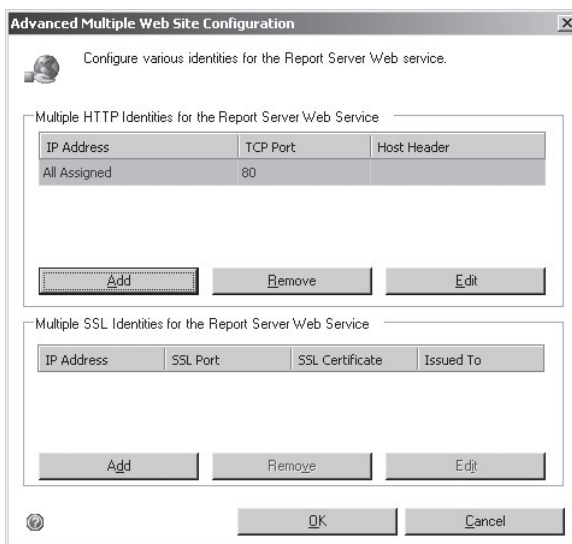 Advanced Multiple Web Site Configuration
Configure various identities for the Report Server Web service.
Multiple HTTP Identities for the Report Server Web Service
IP Address TCP Port Host Header
All Assigned 80
Add Remove Edit
Multiple SSL Identities for the Report Server Web Service
IP Address SSL Port SSL Certificate Issued To
Add Remove Edit
OK Cancel